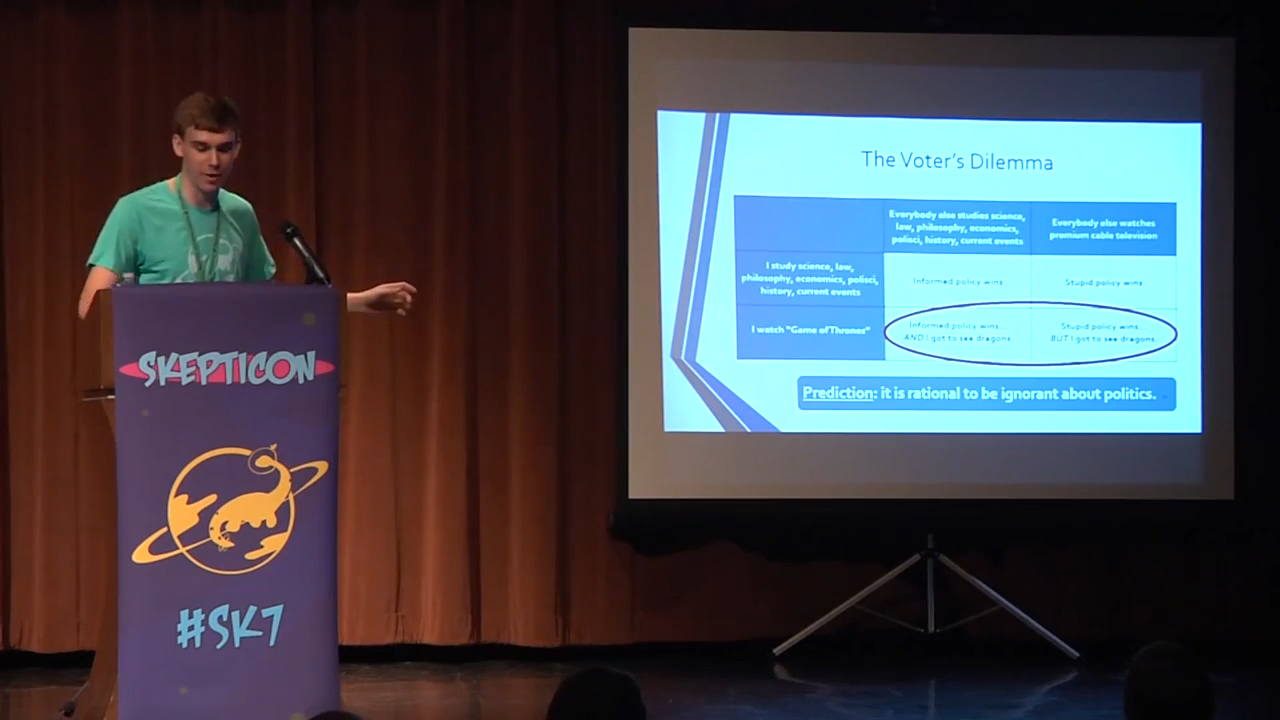 SKEPTICON
#SK7
The Voter's Dilemma
Everybody else studies science,
law, philosophy, economics,
polisci, history, current events
Everybody else watches
premium cable television
I study science, law,
philosophy, economics, polisci,
history, current events
Informed policy wins
Stupid policy wins
I watch "Game of Thrones"
Informed policy wins...
AND I got to see dragons
Stupid policy wins...
BUT I got to see dragons
Prediction: it is rational to be ignorant about politics.